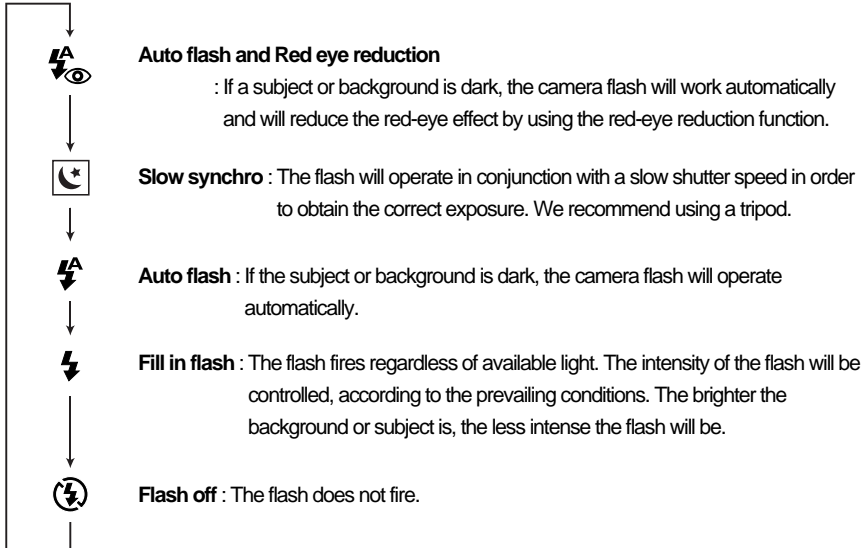 Auto flash and Red eye reduction
: If a subject or background is dark, the camera flash will work automatically
and will reduce the red-eye effect by using the red-eye reduction function.
Slow synchro : The flash will operate in conjunction with a slow shutter speed in order
to obtain the correct exposure. We recommend using a tripod.
Auto flash : If the subject or background is dark, the camera flash will operate
automatically.
Fill in flash : The flash fires regardless of available light. The intensity of the flash will be
controlled, according to the prevailing conditions. The brighter the
background or subject is, the less intense the flash will be.
Flash off : The flash does not fire.